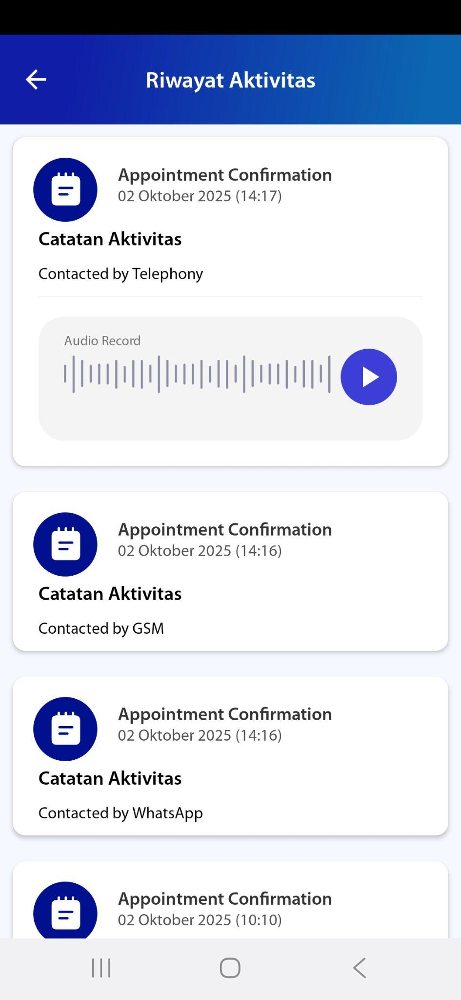 Riwayat Aktivitas
Appointment Confirmation
02 Oktober 2025 (14:17)
Catatan Aktivitas
Contacted by Telephony
Audio Record
Appointment Confirmation
02 Oktober 2025 (14:16)
Catatan Aktivitas
Contacted by GSM
Appointment Confirmation
02 Oktober 2025 (14:16)
Catatan Aktivitas
Contacted by WhatsApp
Appointment Confirmation
02 Oktober 2025 (10:10)